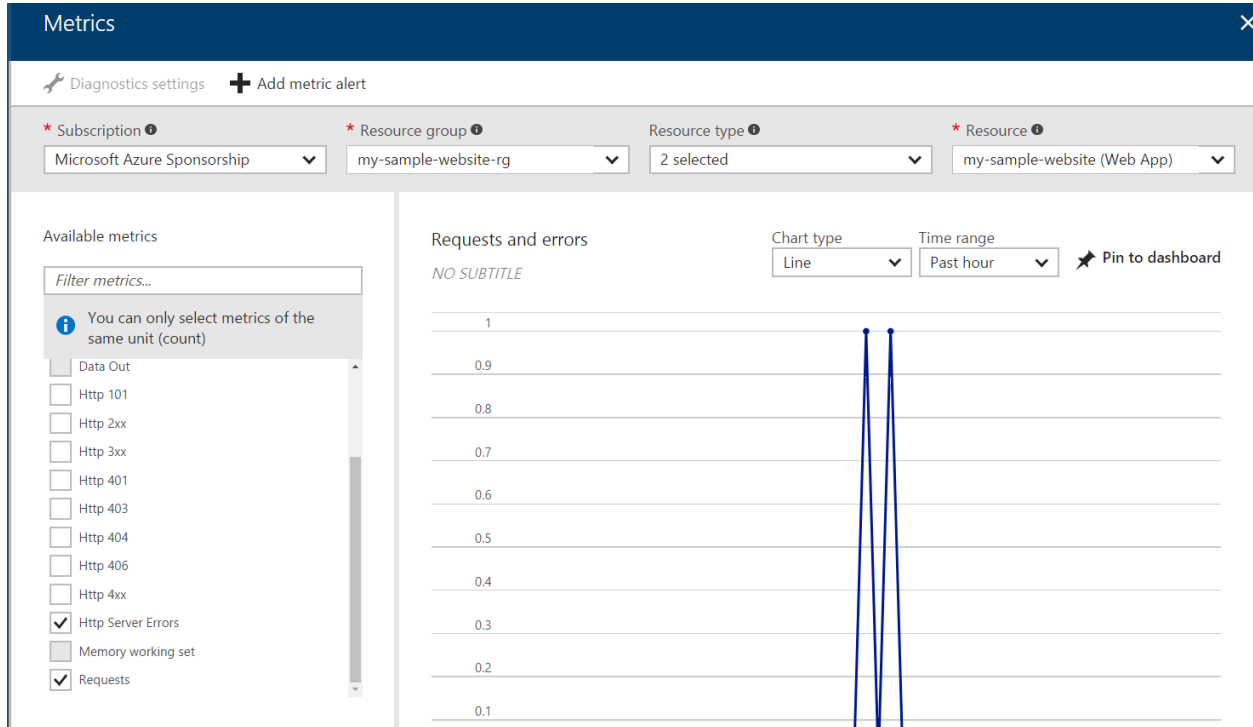 Metrics
Diagnostics settings Add metric alert
* Subscription * Resource group Resource type * Resource
Microsoft Azure Sponsorship my-sample-website-rg 2 selected my-sample-website (Web App)
Available metrics
Filter metrics...
You can only select metrics of the
same unit (count)
Data Out
Http 101
Http 2xx
Http 3xx
Http 401
Http 403
Http 404
Http 406
Http 4xx
Http Server Errors
Memory working set
Requests
Requests and errors
NO SUBTITLE
Chart type Time range
Line Past hour Pin to dashboard
1
0.9
0.8
0.7
0.6
0.5
0.4
0.3
0.2
0.1